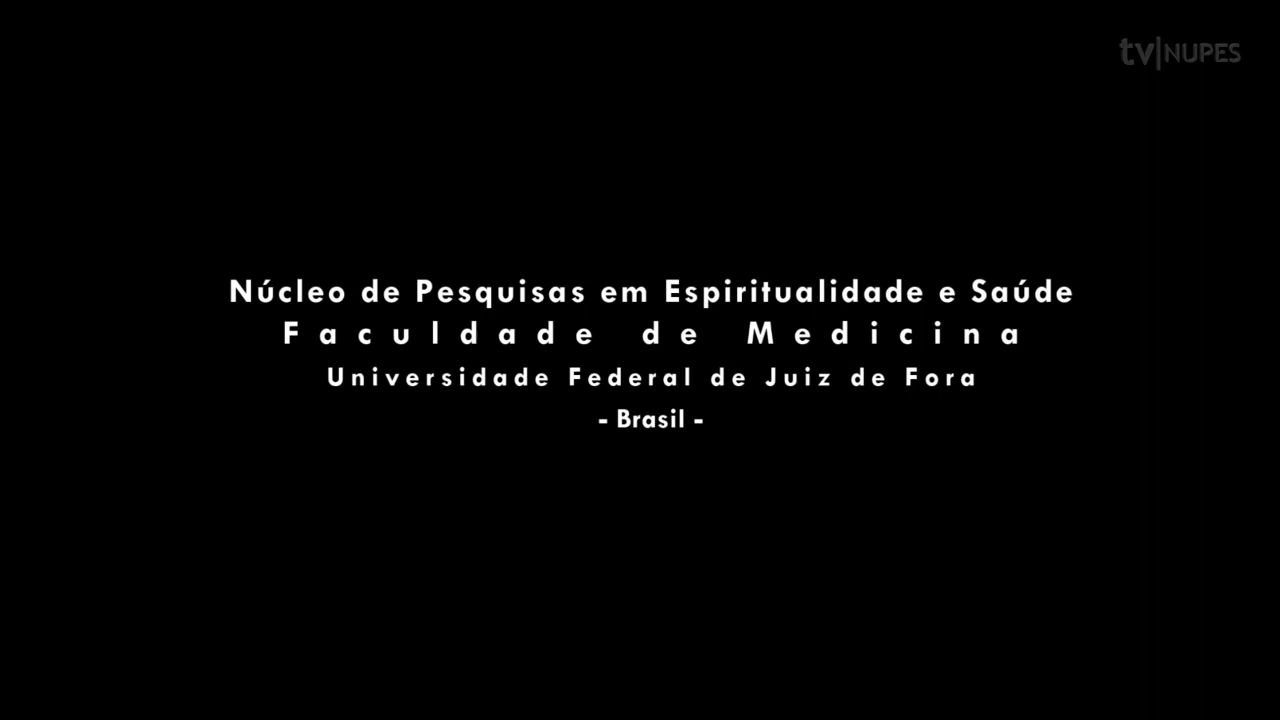 tv|NUPES
Núcleo de Pesquisas em Espiritualidade e Saúde
Faculdade de Medicina
Universidade Federal de Juiz de Fora
- Brasil -